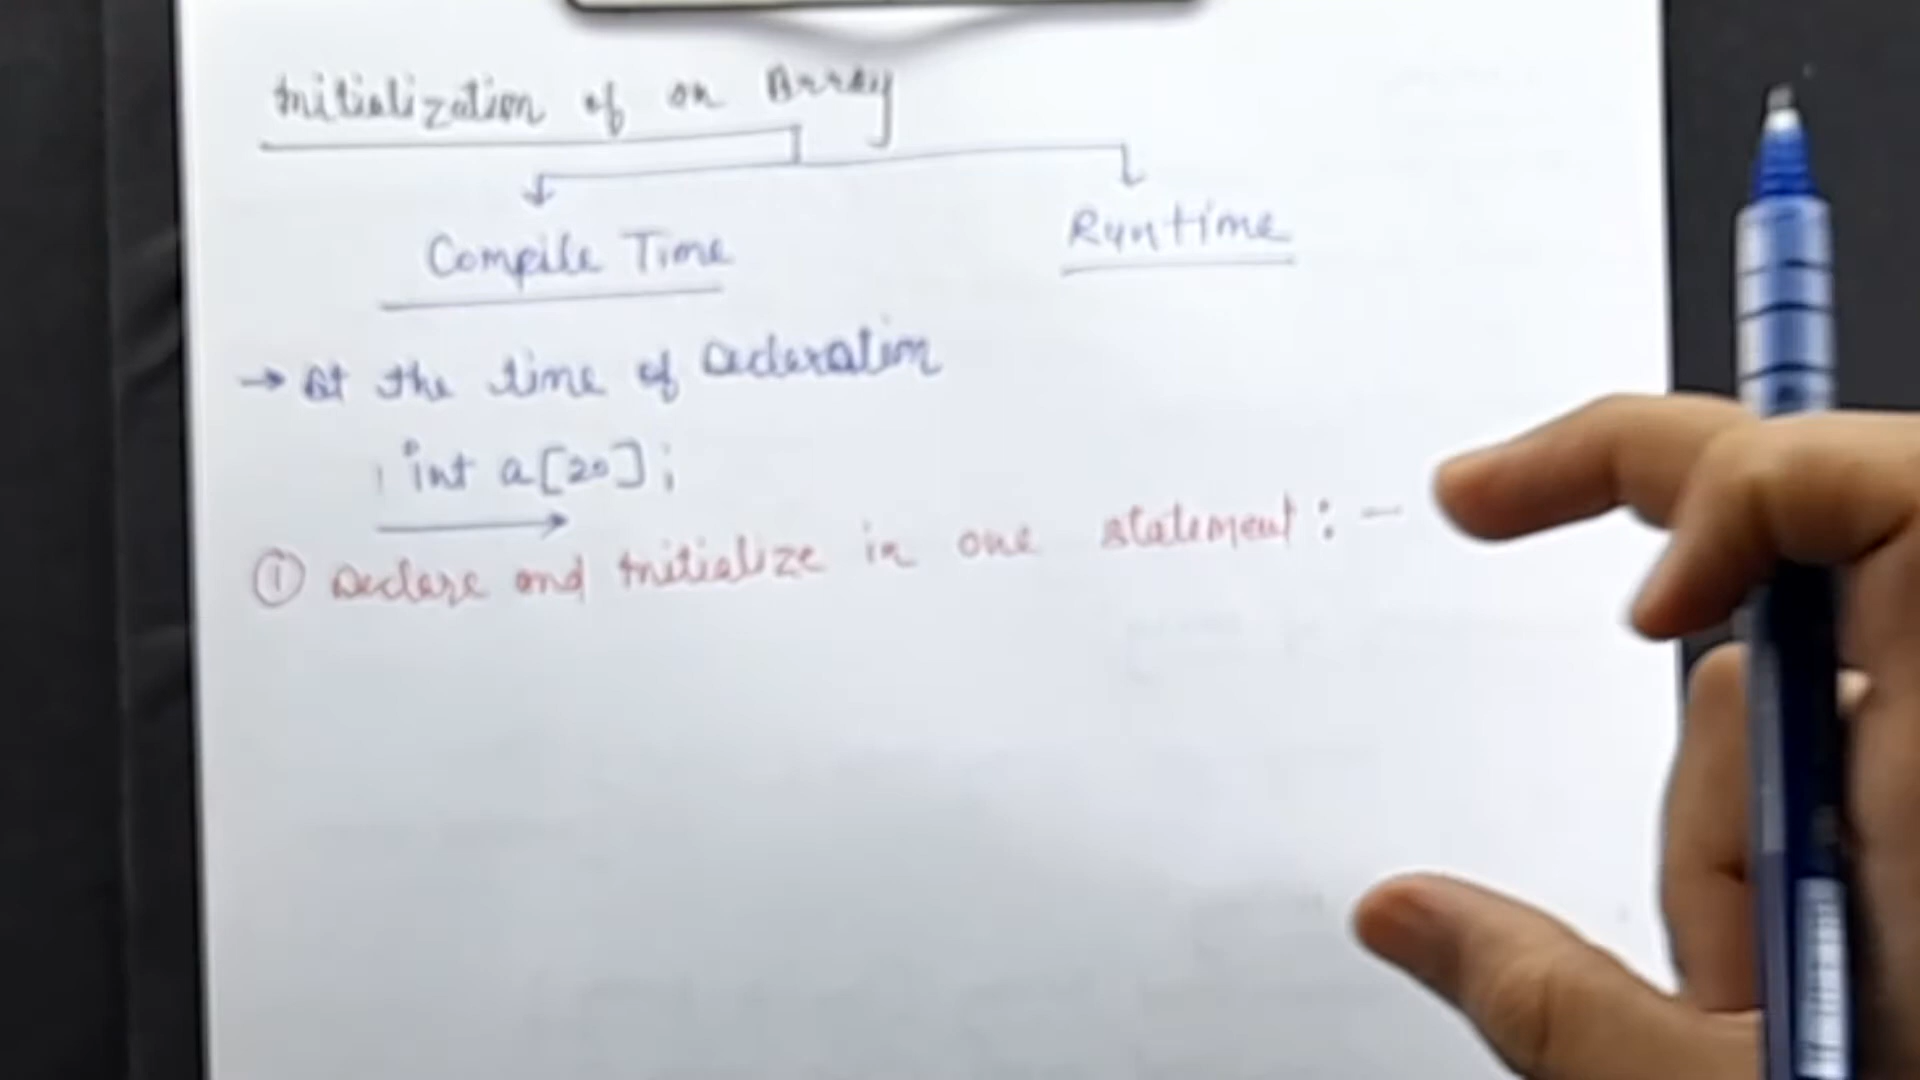 Initialization of an Array
Compile Time
Runtime
→ At the time of Declaration
int a[20];
① Declare and Initialize in one statement : -